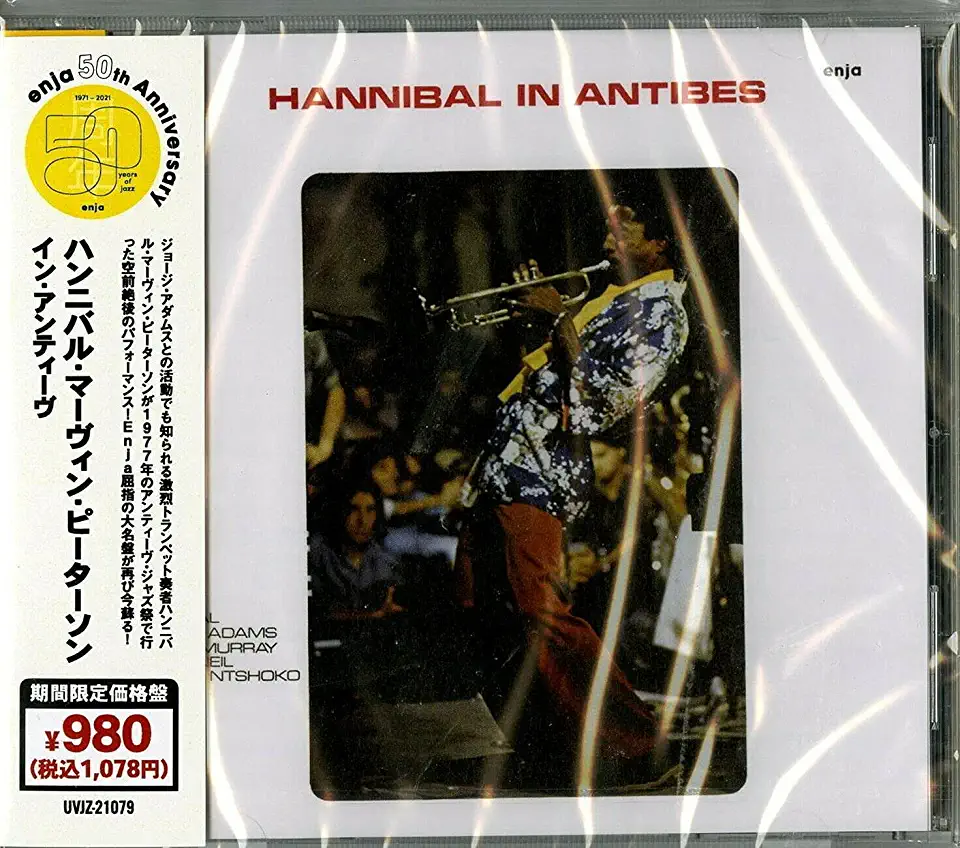 enja 50th Anniversary
1971-2021
周年
50
years
of
jazz
enja
ハンニバル・マーヴィン・ピーターソン
イン・アンティーヴ
ジョージ・アダムスとの活動でも知られる激烈トランペット奏者ハンニバ
ル・マーヴィン・ピーターソンが1977年のアンティーヴ・ジャズ祭で行
った空前絶後のパフォーマンス!Enja屈指の大名盤が再び今蘇る!
期間限定価格盤
¥980
(税込1,078円)
UVJZ-21079
enja
HANNIBAL IN ANTIBES
AL
ADAMS
MURRAY
EIL
NTSHOKO